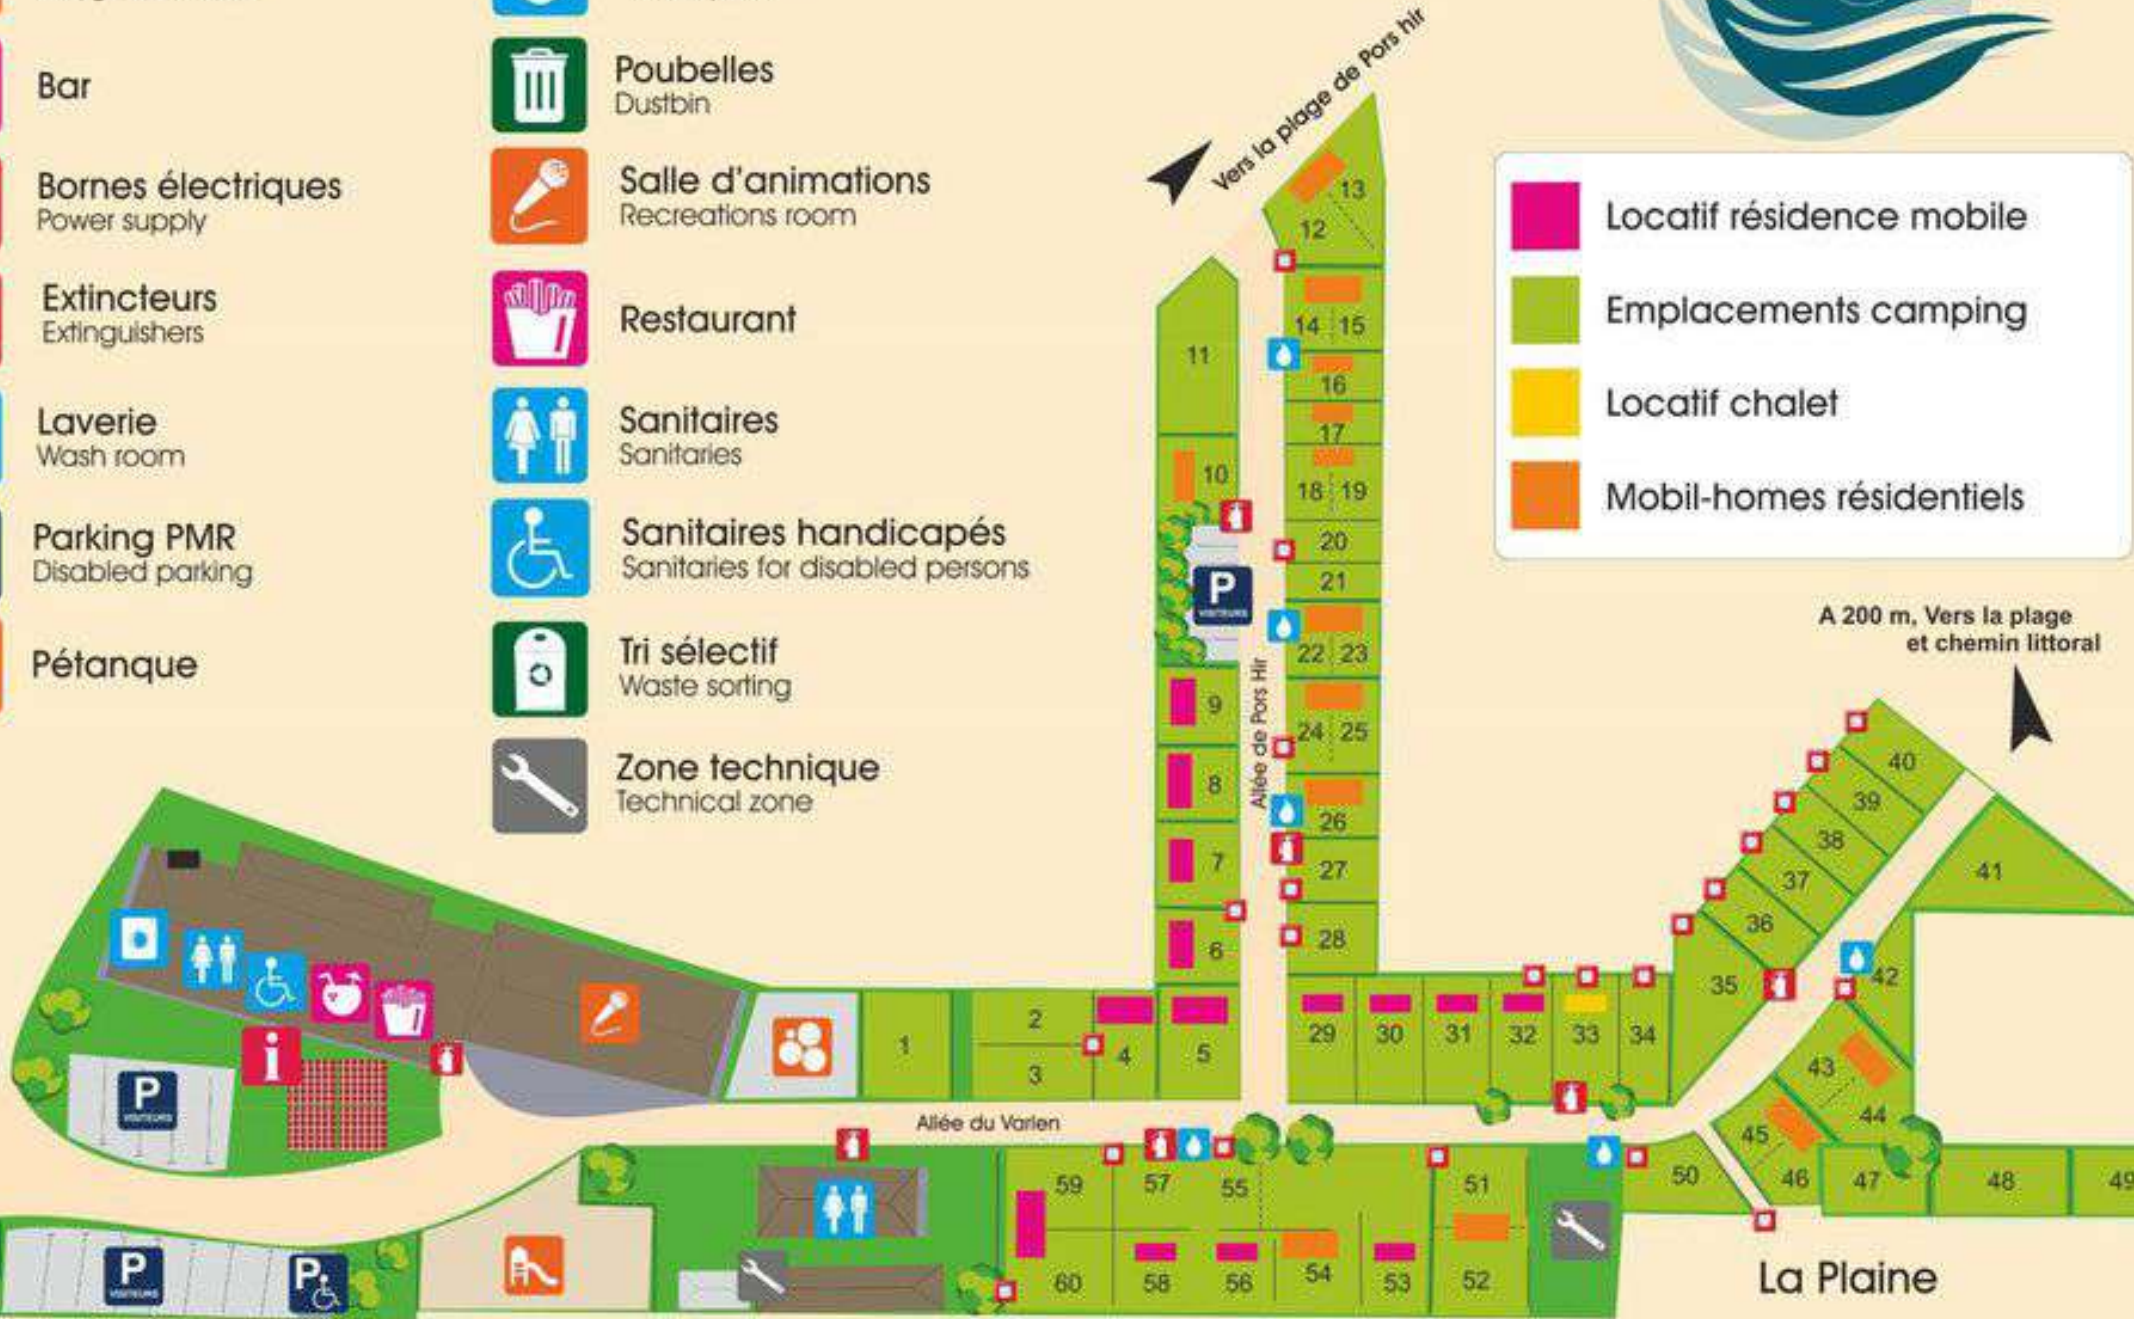 Bar
Bornes électriques
Power supply
Extincteurs
Extinguishers
Laverie
Wash room
Parking PMR
Disabled parking
Pétanque
Poubelles
Dustbin
Salle d'animations
Recreations room
Restaurant
Sanitaires
Sanitaries
Sanitaires handicapés
Sanitaries for disabled persons
Tri sélectif
Waste sorting
Zone technique
Technical zone
Vers la plage de Pors hir
Locatif résidence mobile
Emplacements camping
Locatif chalet
Mobil-homes résidentiels
A 200 m, Vers la plage
et chemin littoral
13
12
14 15
11
16
17
10
18 19
20
21
P
VISITEURS
22 23
9
24 25
Allée de Pors Hir
8
26
7
27
6
28
40
39
38
37
36
41
35
42
1
2
3
4
5
29
30
31
32
33
34
43
44
45
46
47
48
49
50
i
P
VISITEURS
Allée du Varlen
59
57
55
51
60
58
56
54
53
52
P
VISITEURS
P
La Plaine